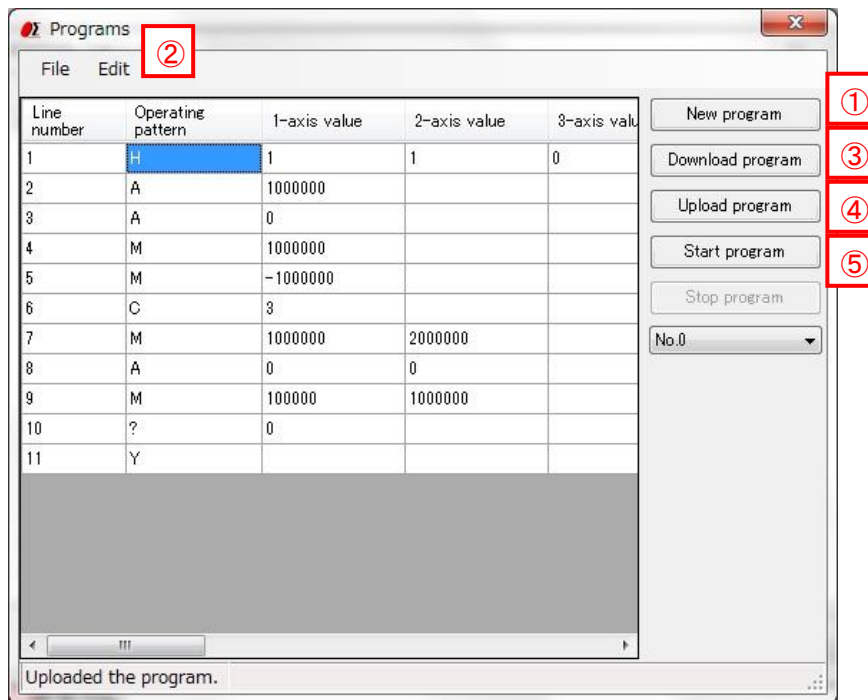 Programs
②
File Edit
Line number Operating pattern 1-axis value 2-axis value 3-axis valu
1 H 1 1 0
2 A 1000000
3 A 0
4 M 1000000
5 M -1000000
6 C 3
7 M 1000000 2000000
8 A 0 0
9 M 100000 1000000
10 ? 0
11 Y
New program ①
Download program ③
Upload program ④
Start program ⑤
Stop program
No.0
Uploaded the program.